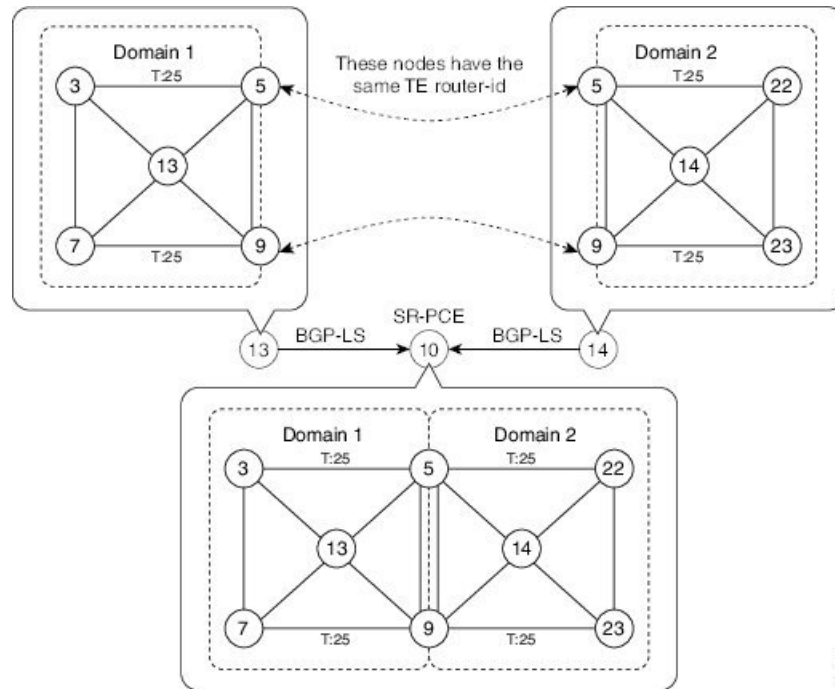 Domain 1
T:25
3
5
13
7
9
T:25
These nodes have the
same TE router-id
Domain 2
T:25
5
22
14
9
23
T:25
SR-PCE
13
BGP-LS
10
BGP-LS
14
Domain 1
Domain 2
T:25
T:25
3
5
22
13
14
7
9
23
T:25
T:25